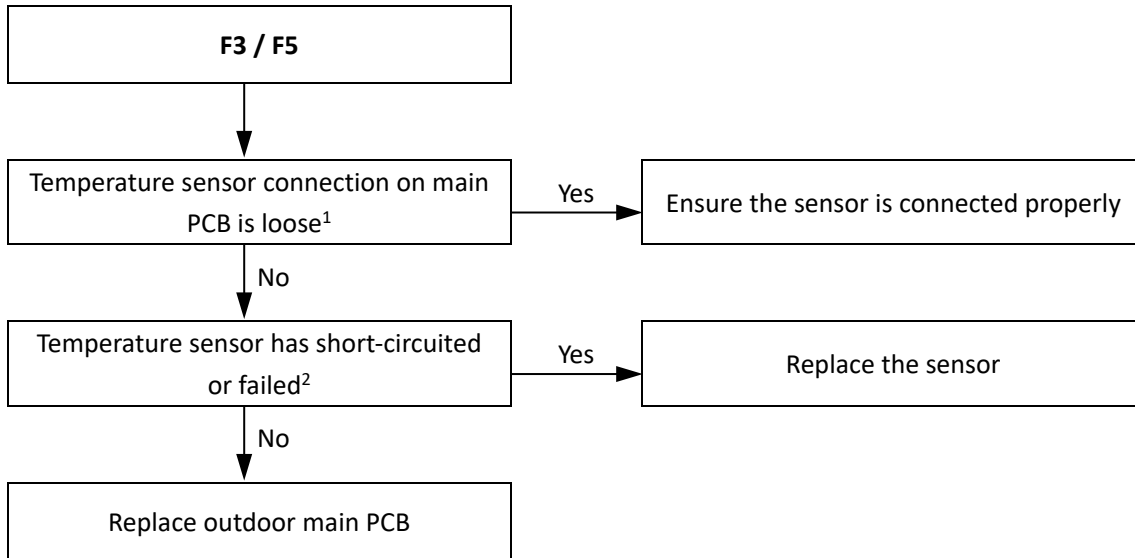 F3 / F5
Temperature sensor connection on main
PCB is loose¹
Yes
Ensure the sensor is connected properly
No
Temperature sensor has short-circuited
or failed²
Yes
Replace the sensor
No
Replace outdoor main PCB